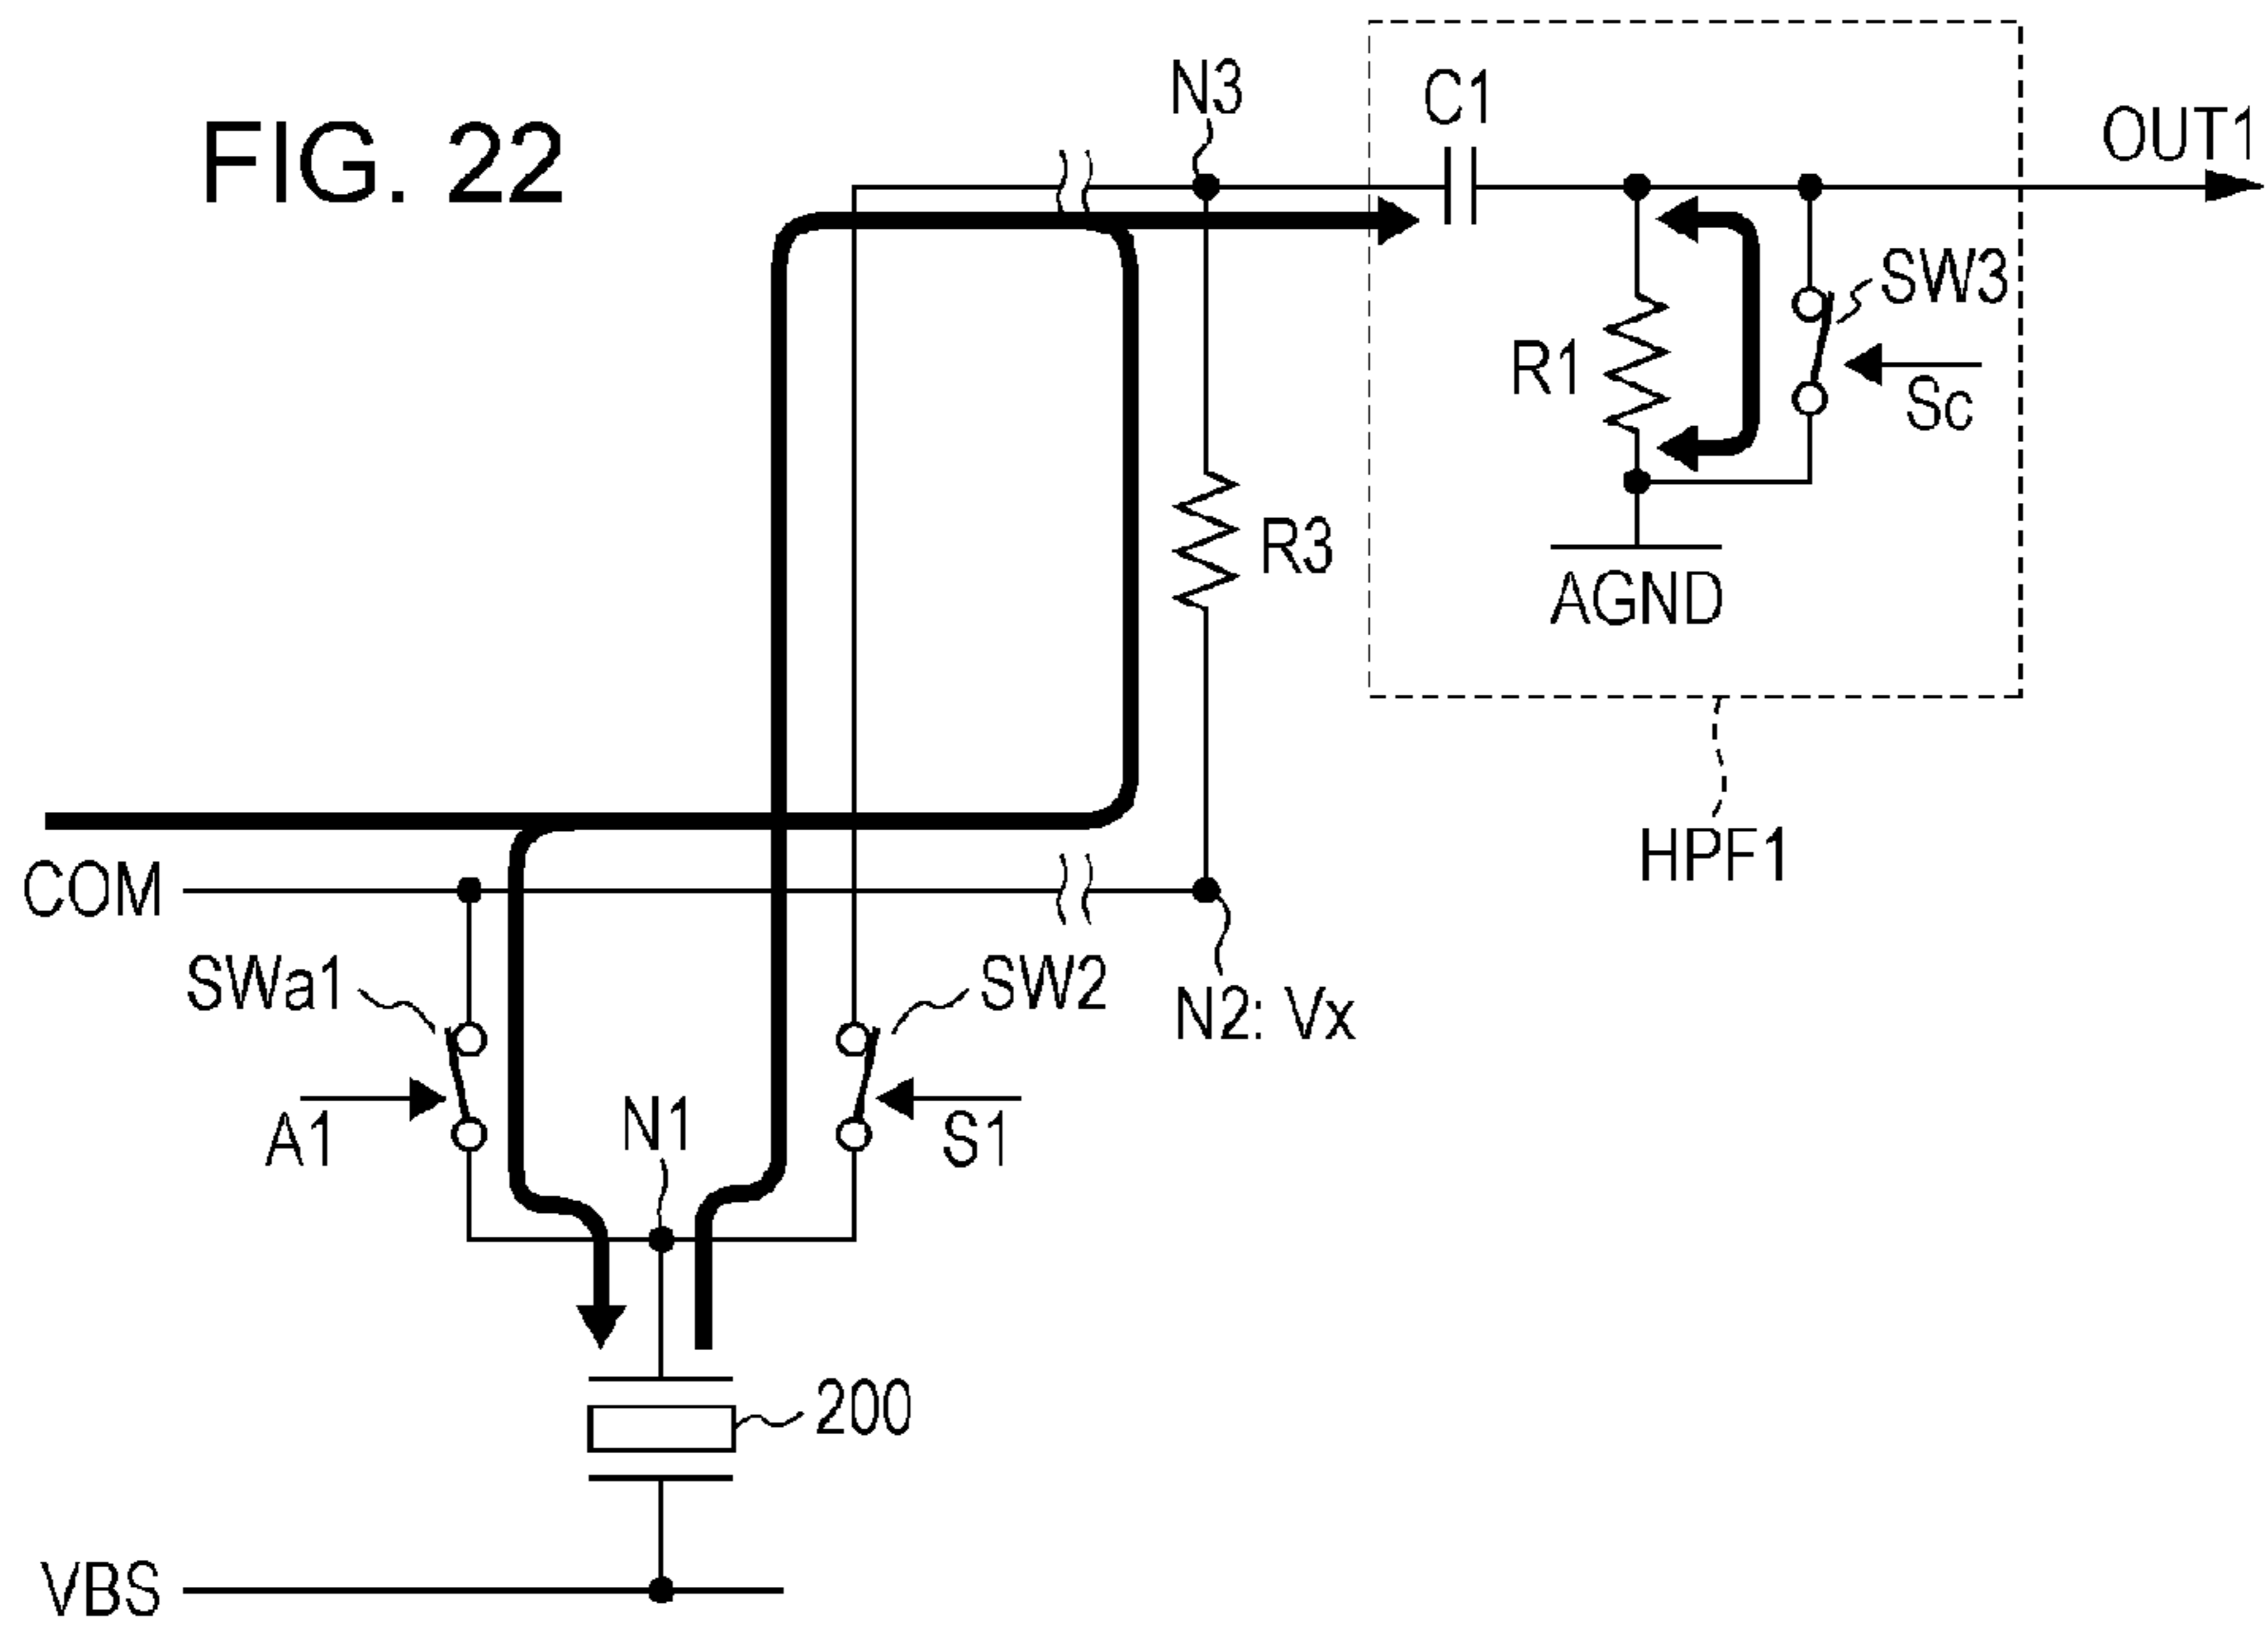 FIG. 22
N3
C1
OUT1
SW3
R1
Sc
R3
AGND
HPF1
COM
SWa1
SW2
N2: Vx
A1
N1
S1
200
VBS